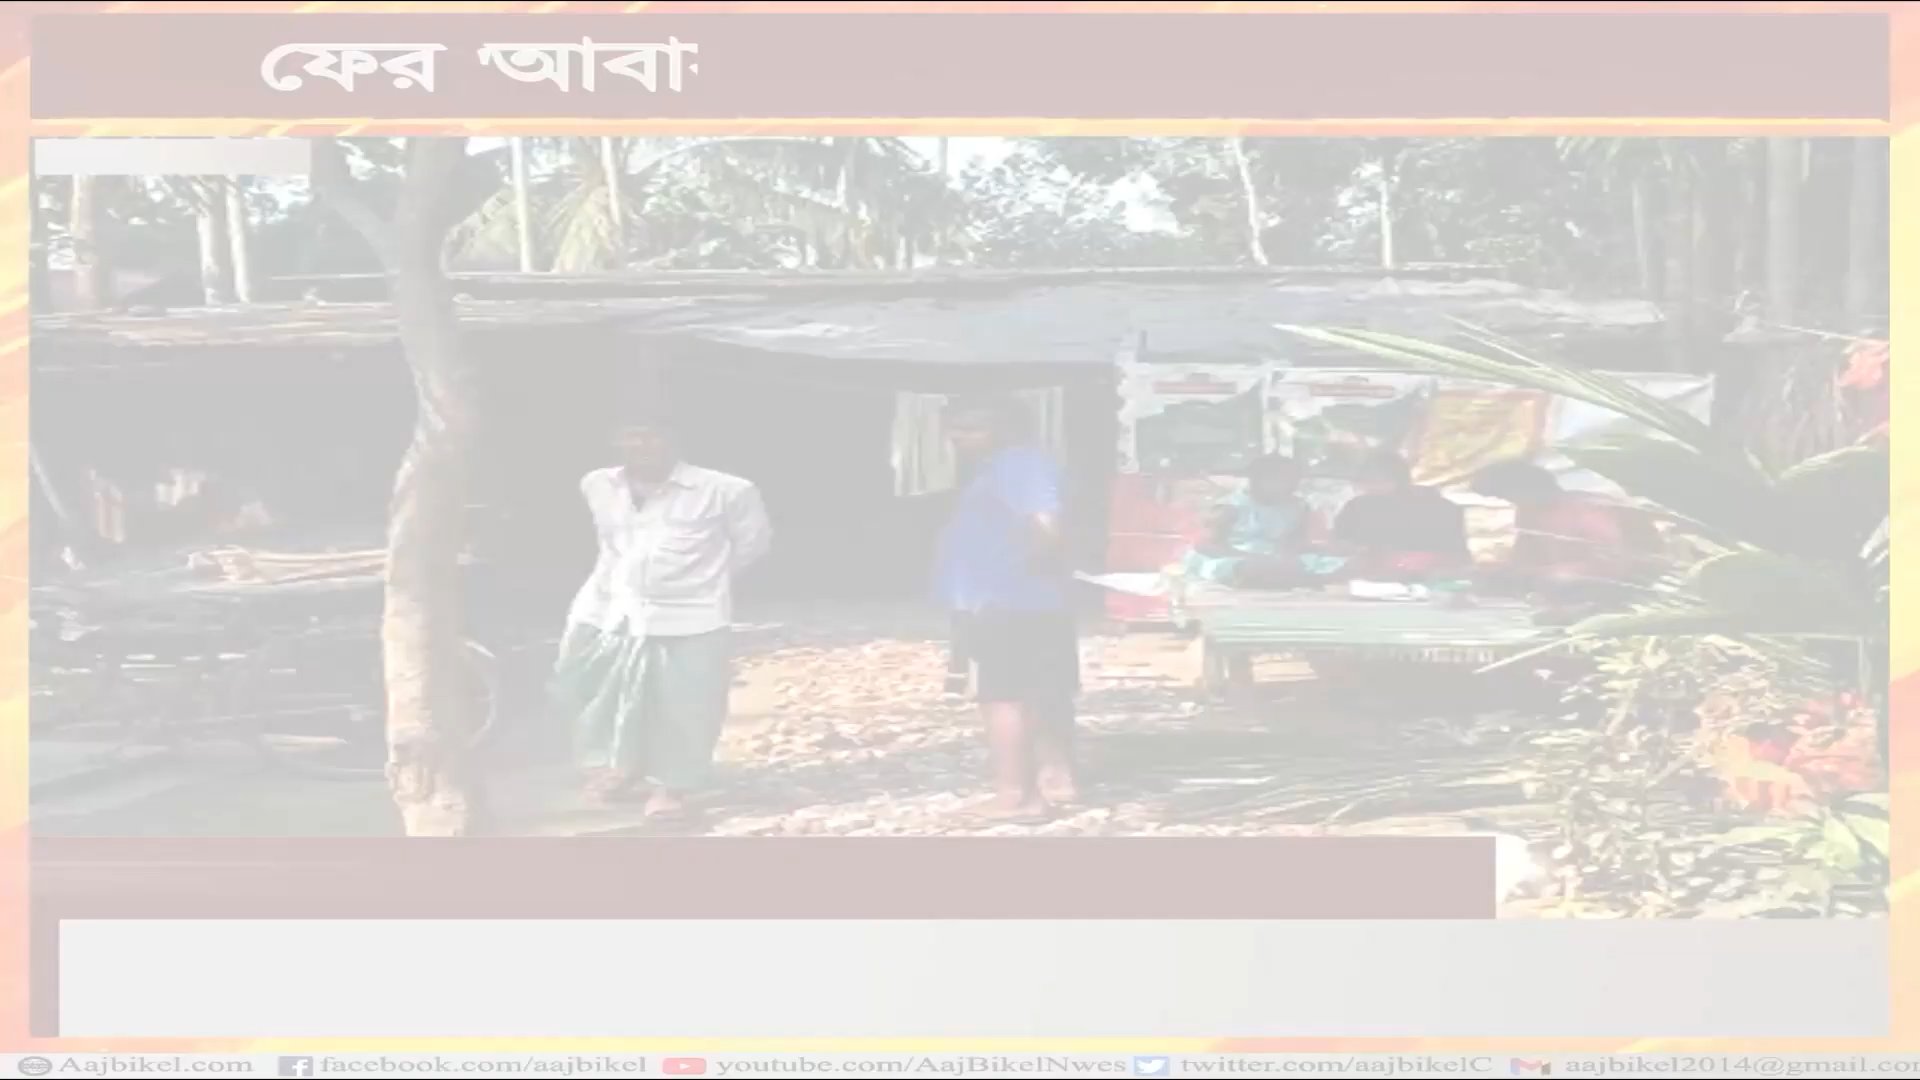 ফের 'আবা
Aajbikel.com facebook.com/aajbikel youtube.com/AajBikelNwes twitter.com/aajbikelC aajbikel2014@gmail.co